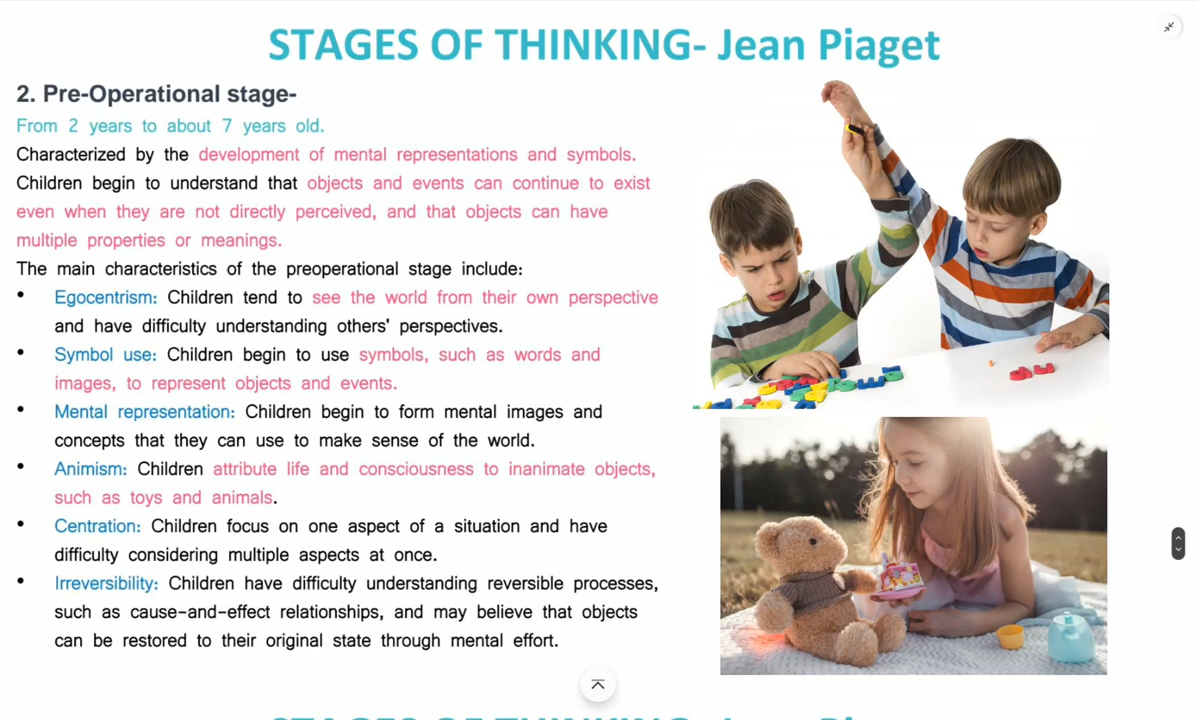 STAGES OF THINKING- Jean Piaget
2. Pre-Operational stage-
From 2 years to about 7 years old.
Characterized by the development of mental representations and symbols.
Children begin to understand that objects and events can continue to exist
even when they are not directly perceived, and that objects can have
multiple properties or meanings.
The main characteristics of the preoperational stage include:
• Egocentrism: Children tend to see the world from their own perspective
and have difficulty understanding others' perspectives.
• Symbol use: Children begin to use symbols, such as words and
images, to represent objects and events.
• Mental representation: Children begin to form mental images and
concepts that they can use to make sense of the world.
• Animism: Children attribute life and consciousness to inanimate objects,
such as toys and animals.
• Centration: Children focus on one aspect of a situation and have
difficulty considering multiple aspects at once.
• Irreversibility: Children have difficulty understanding reversible processes,
such as cause-and-effect relationships, and may believe that objects
can be restored to their original state through mental effort.